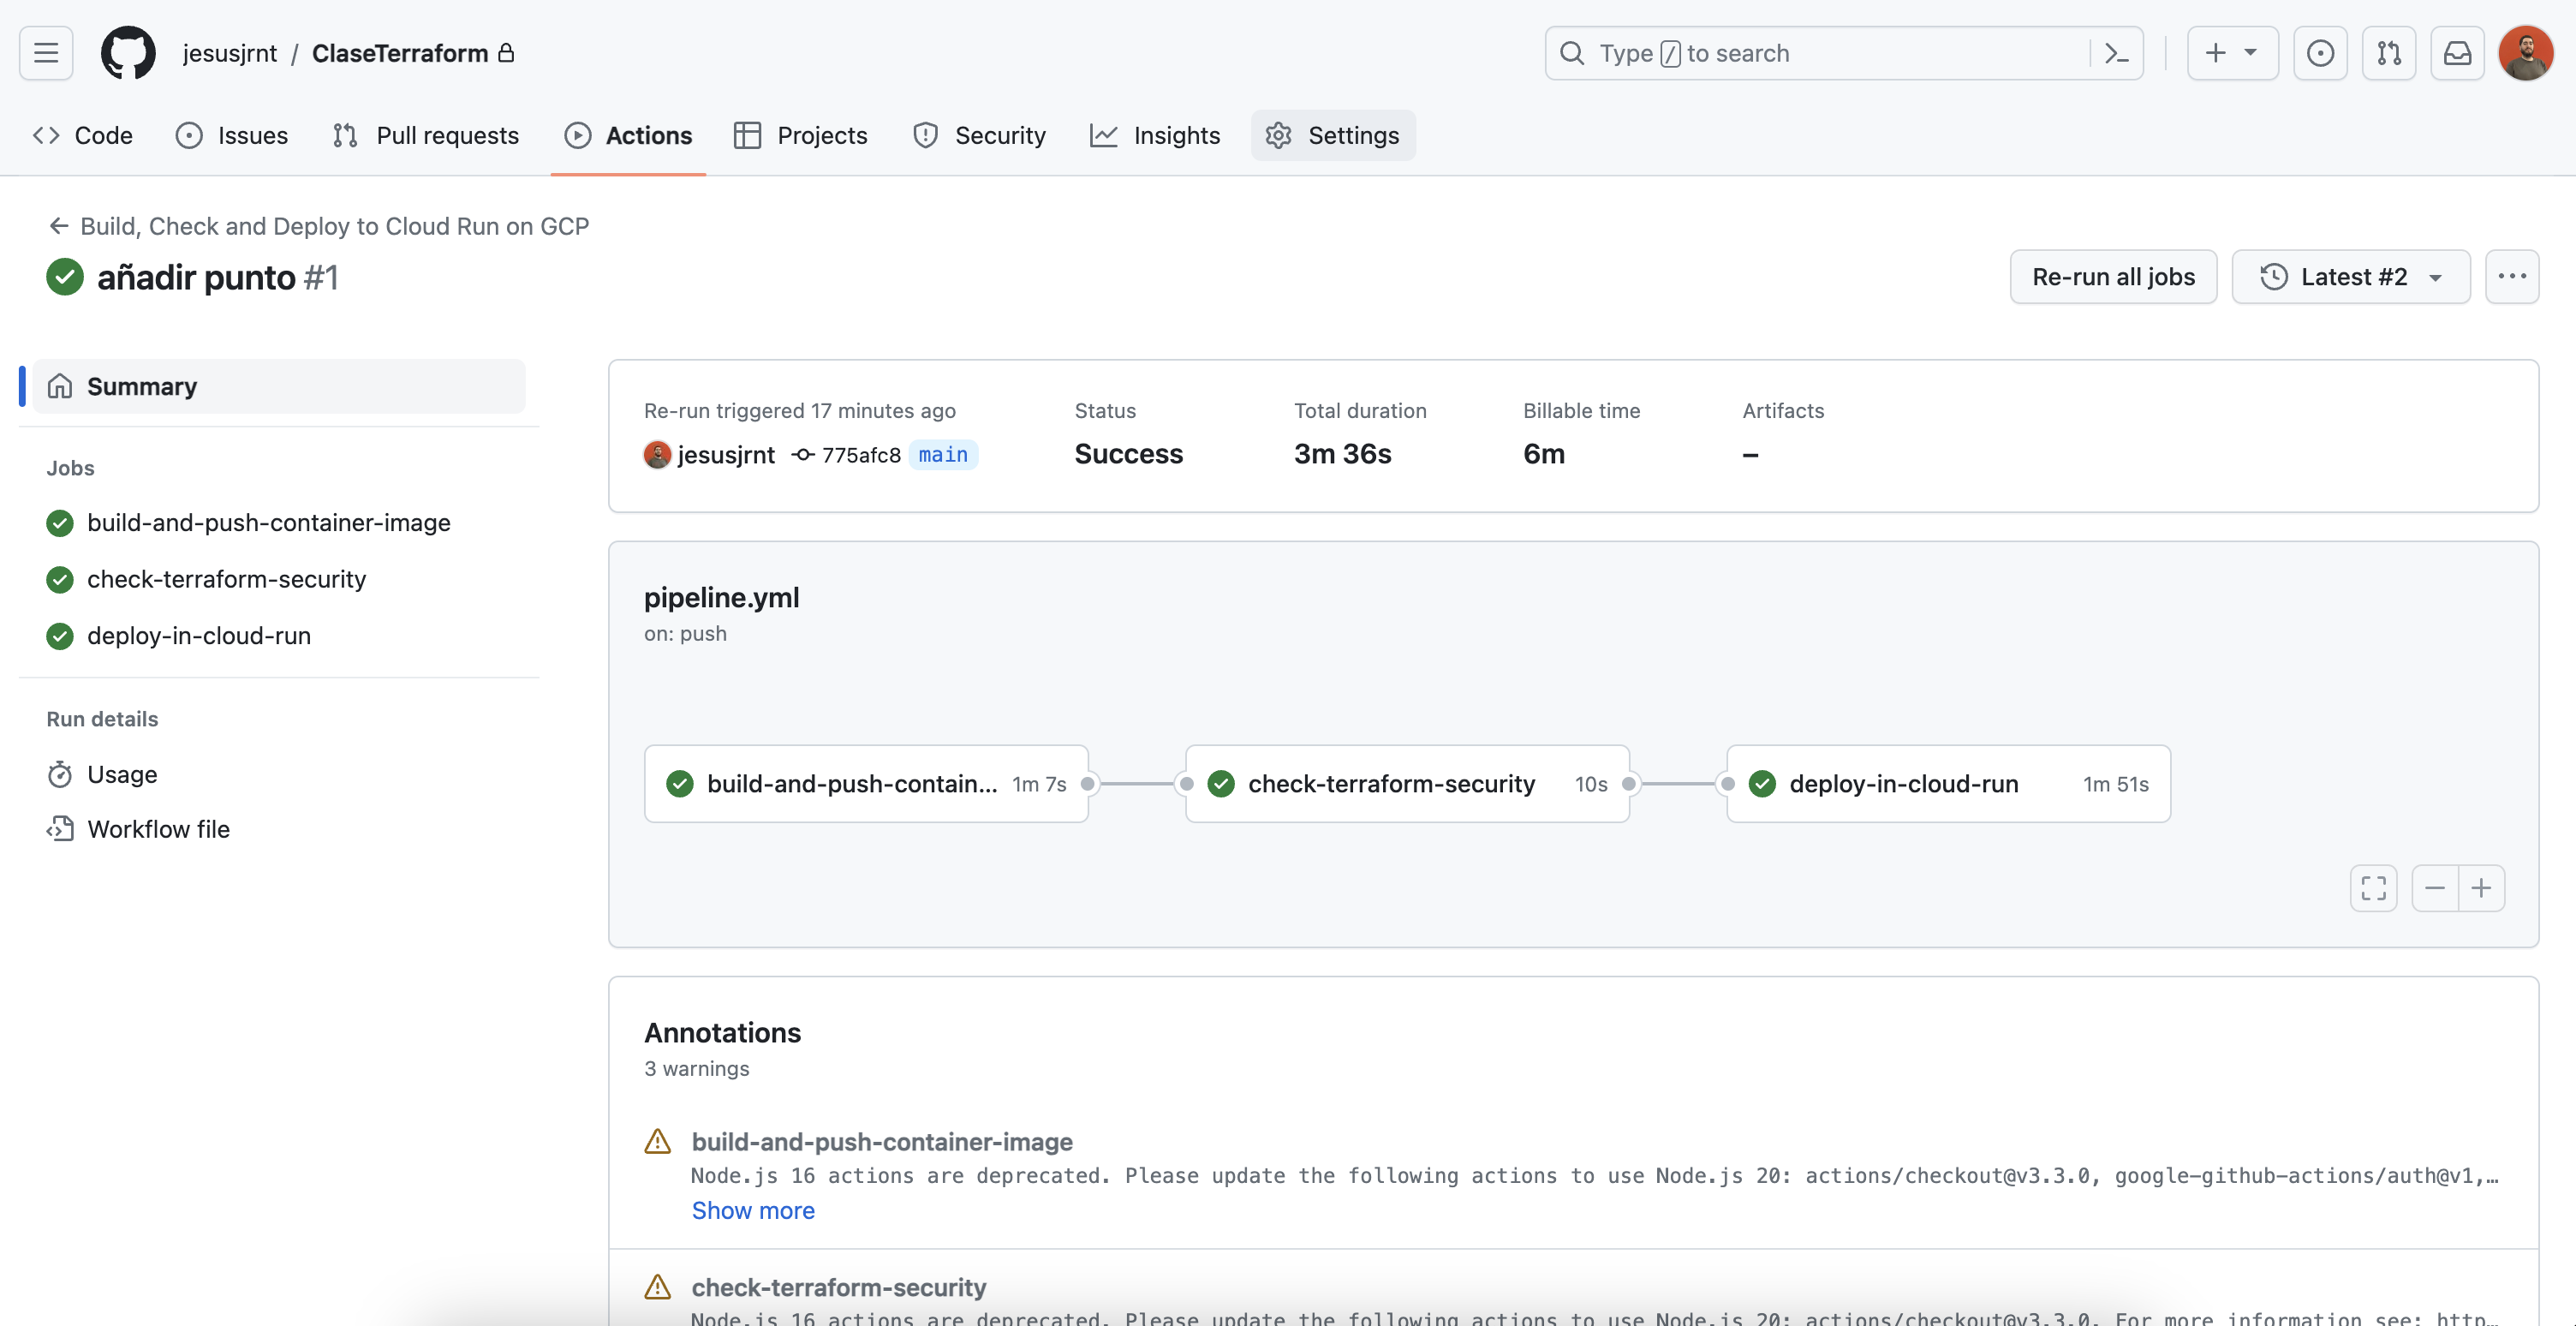 jesusjrnt / ClaseTerraform
Type / to search
Code
Issues
Pull requests
Actions
Projects
Security
Insights
Settings
Build, Check and Deploy to Cloud Run on GCP
añadir punto #1
Re-run all jobs
Latest #2
Summary
Jobs
build-and-push-container-image
check-terraform-security
deploy-in-cloud-run
Run details
Usage
Workflow file
Re-run triggered 17 minutes ago
jesusjrnt 775afc8 main
Status
Success
Total duration
3m 36s
Billable time
6m
Artifacts
–
pipeline.yml
on: push
build-and-push-contain... 1m 7s
check-terraform-security 10s
deploy-in-cloud-run 1m 51s
Annotations
3 warnings
build-and-push-container-image
Node.js 16 actions are deprecated. Please update the following actions to use Node.js 20: actions/checkout@v3.3.0, google-github-actions/auth@v1,…
Show more
check-terraform-security
Node.js 16 actions are deprecated. Please update the following actions to use Node.js 20: actions/checkout@v3.3.0. For more information see: http…